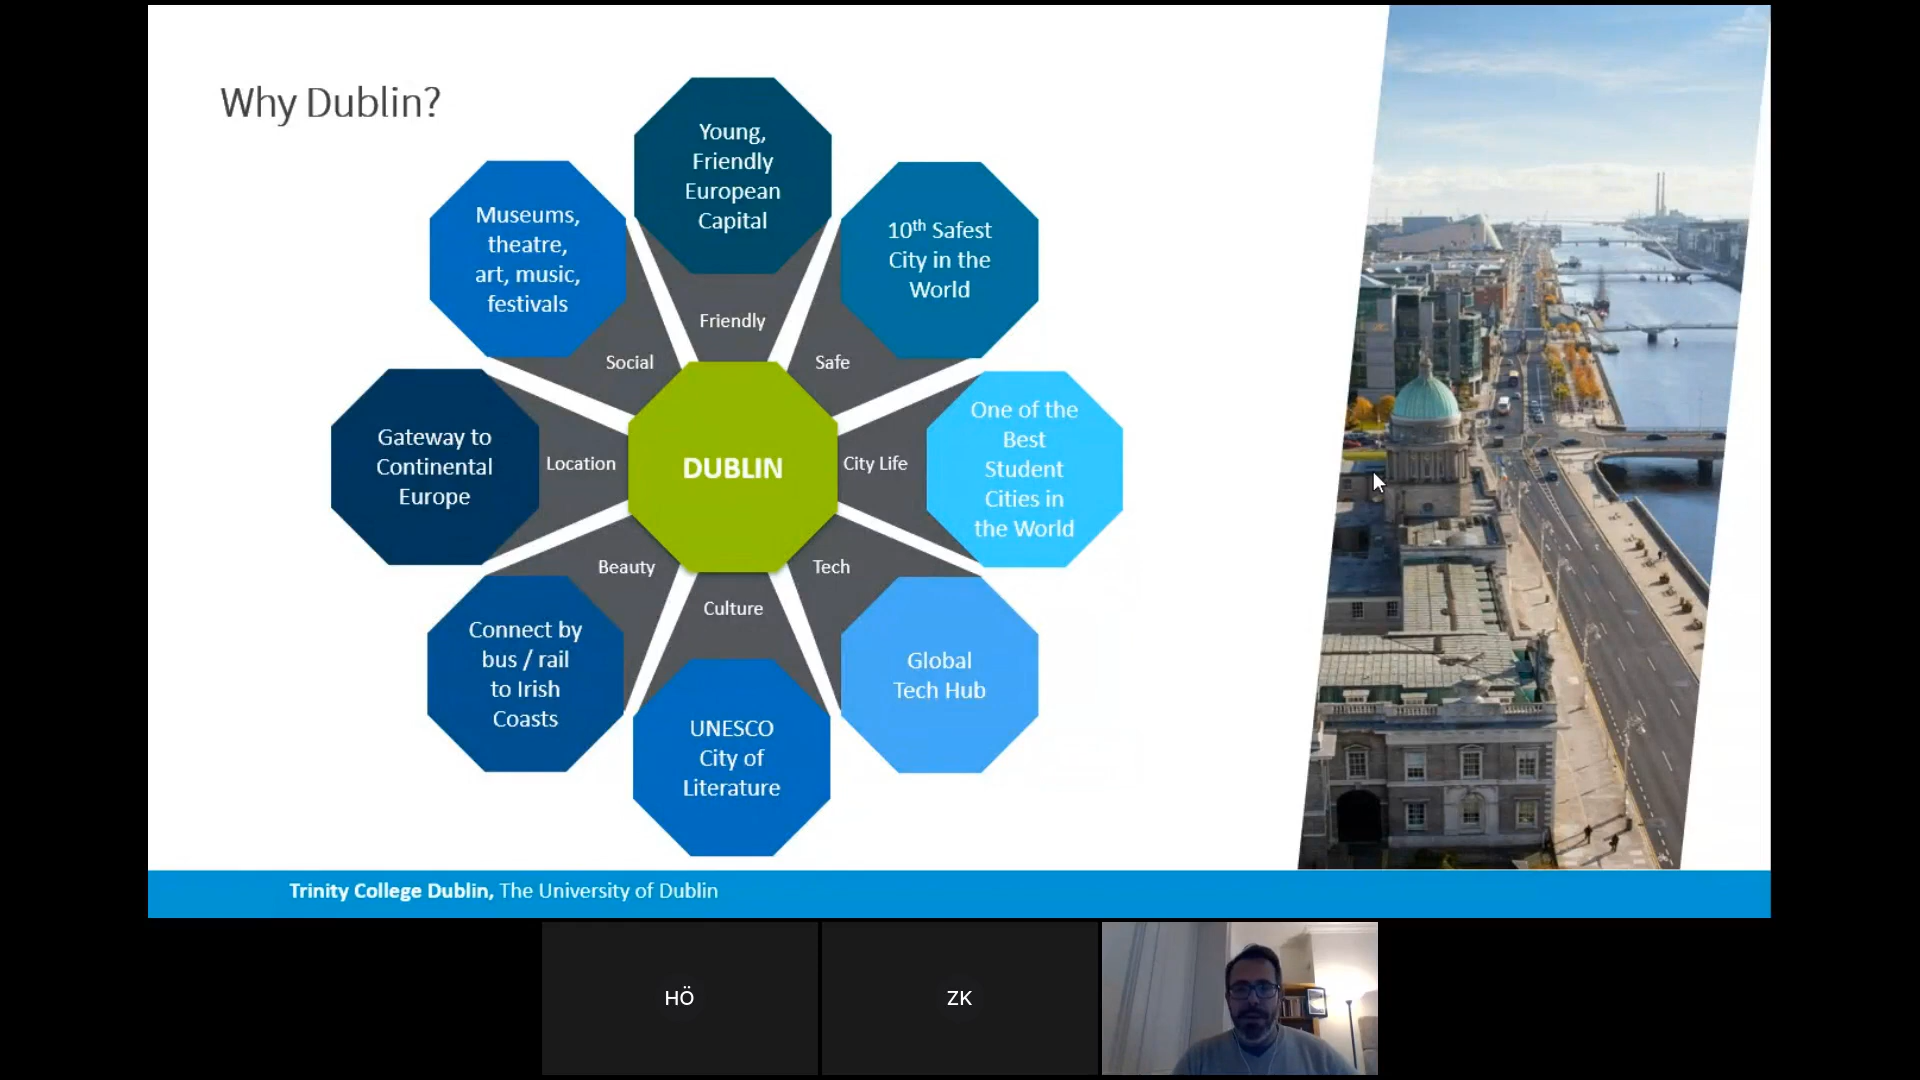 Why Dublin?
Young,
Friendly
European
Capital
10th Safest
City in the
World
One of the
Best
Student
Cities in
the World
Global
Tech Hub
UNESCO
City of
Literature
Connect by
bus / rail
to Irish
Coasts
Gateway to
Continental
Europe
Museums,
theatre,
art, music,
festivals
Friendly
Safe
City Life
Tech
Culture
Beauty
Location
Social
DUBLIN
Trinity College Dublin, The University of Dublin
HÖ
ZK